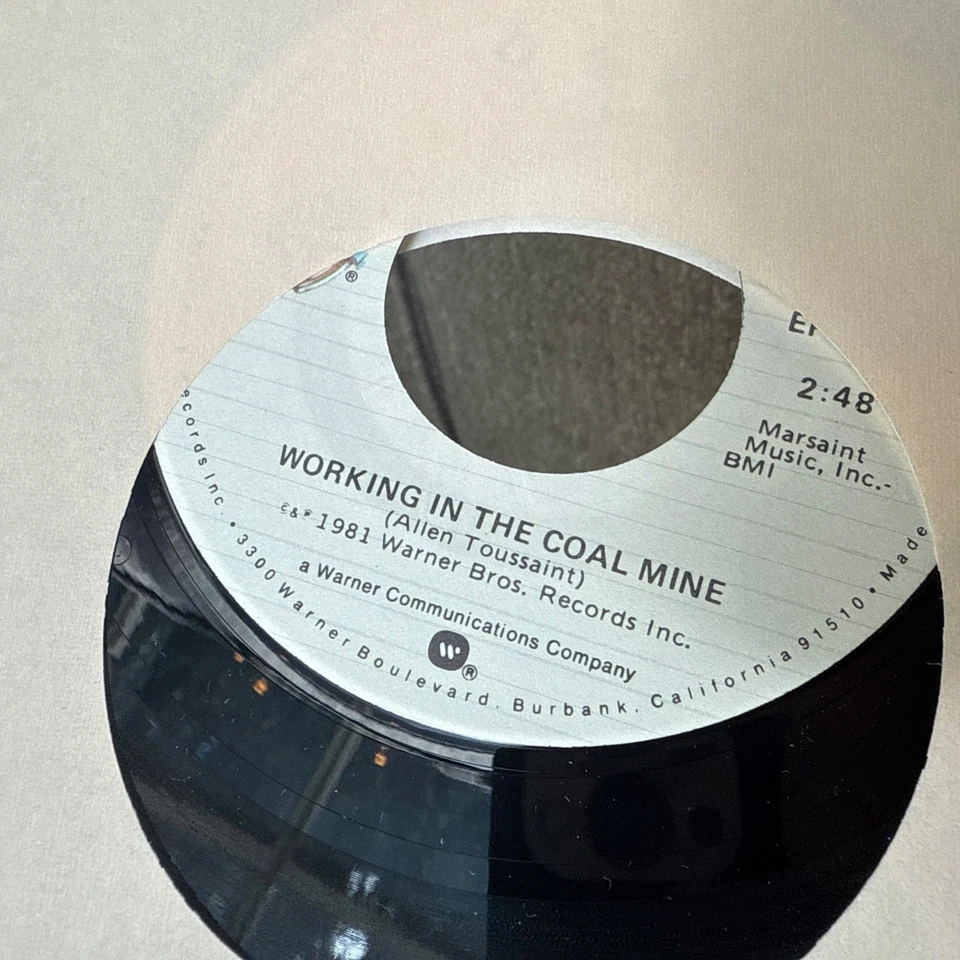 ®
2:48
Marsaint
Music, Inc.-
BMI
WORKING IN THE COAL MINE
(Allen Toussaint)
©&℗ 1981 Warner Bros. Records Inc.
a Warner Communications Company
W ®
ecords Inc. • 3300 Warner Boulevard. Burbank. California 91510 • Made